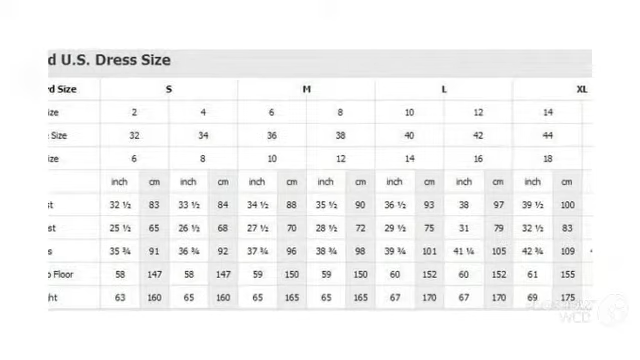 d U.S. Dress Size
rd Size S M L XL
ize 2 4 6 8 10 12 14
Size 32 34 36 38 40 42 44
ize 6 8 10 12 14 16 18
inch cm inch cm inch cm inch cm inch cm inch cm inch cm
st 32 ½ 83 33 ½ 84 34 ½ 88 35 ½ 90 36 ½ 93 38 97 39 ½ 100
st 25 ½ 65 26 ½ 68 27 ½ 70 28 ½ 72 29 ½ 75 31 79 32 ½ 83
s 35 ¾ 91 36 ¾ 92 37 ¾ 96 38 ¾ 98 39 ¾ 101 41 ¼ 105 42 ¾ 109
o Floor 58 147 58 147 59 150 59 150 60 152 60 152 61 155
ht 63 160 65 160 65 165 65 165 67 170 67 170 69 175